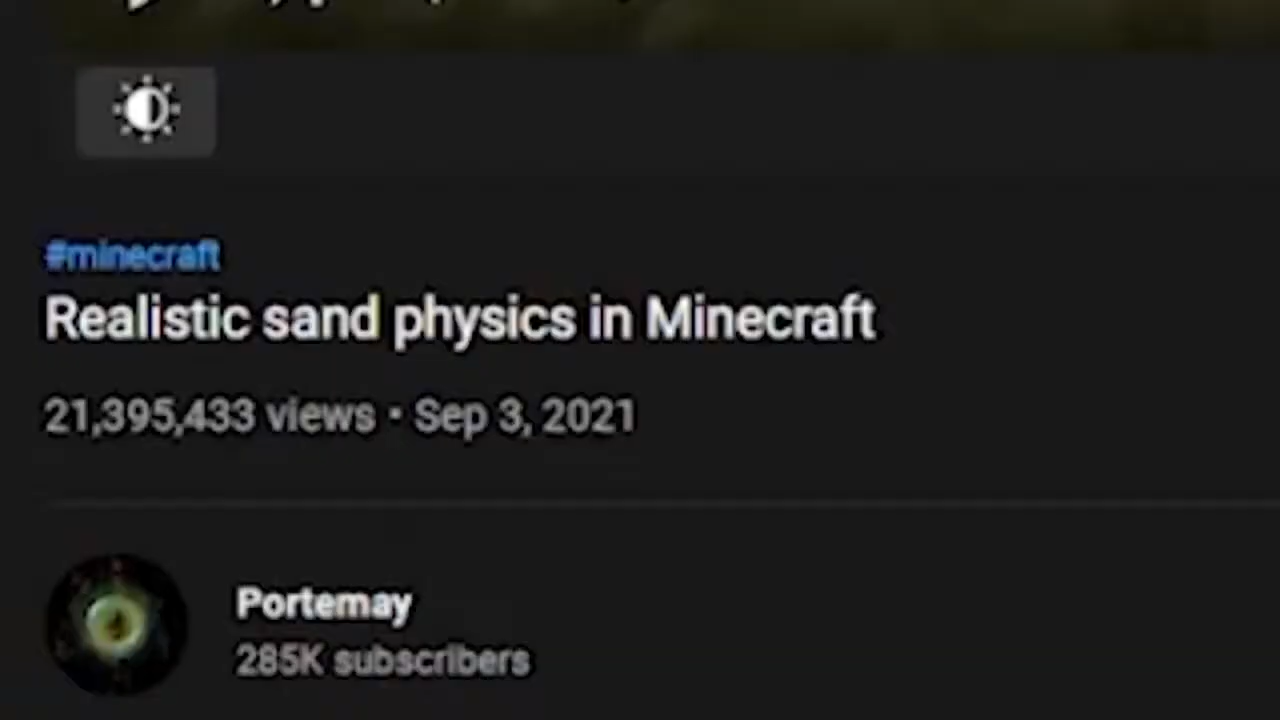 #minecraft
Realistic sand physics in Minecraft
21,395,433 views • Sep 3, 2021
Portemay
285K subscribers